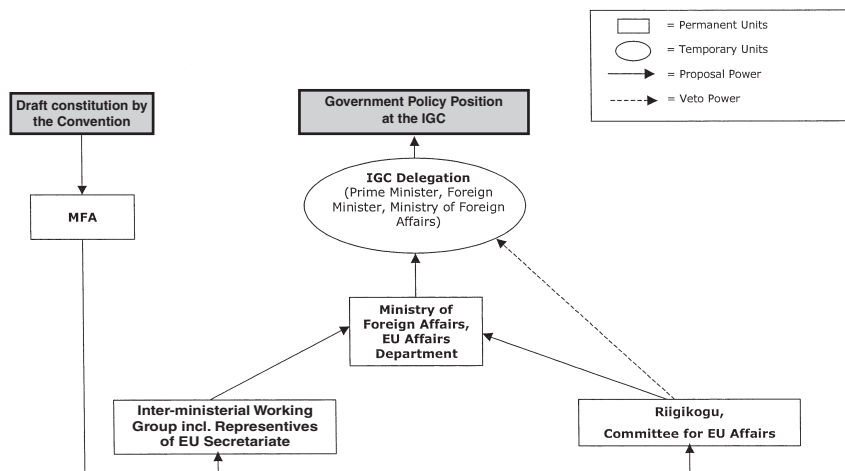 = Permanent Units
= Temporary Units
= Proposal Power
= Veto Power
Draft constitution by
the Convention
Government Policy Position
at the IGC
IGC Delegation
(Prime Minister, Foreign
Minister, Ministry of Foreign
Affairs)
MFA
Ministry of
Foreign Affairs,
EU Affairs
Department
Inter-ministerial Working
Group incl. Representives
of EU Secretariate
Riigikogu,
Committee for EU Affairs